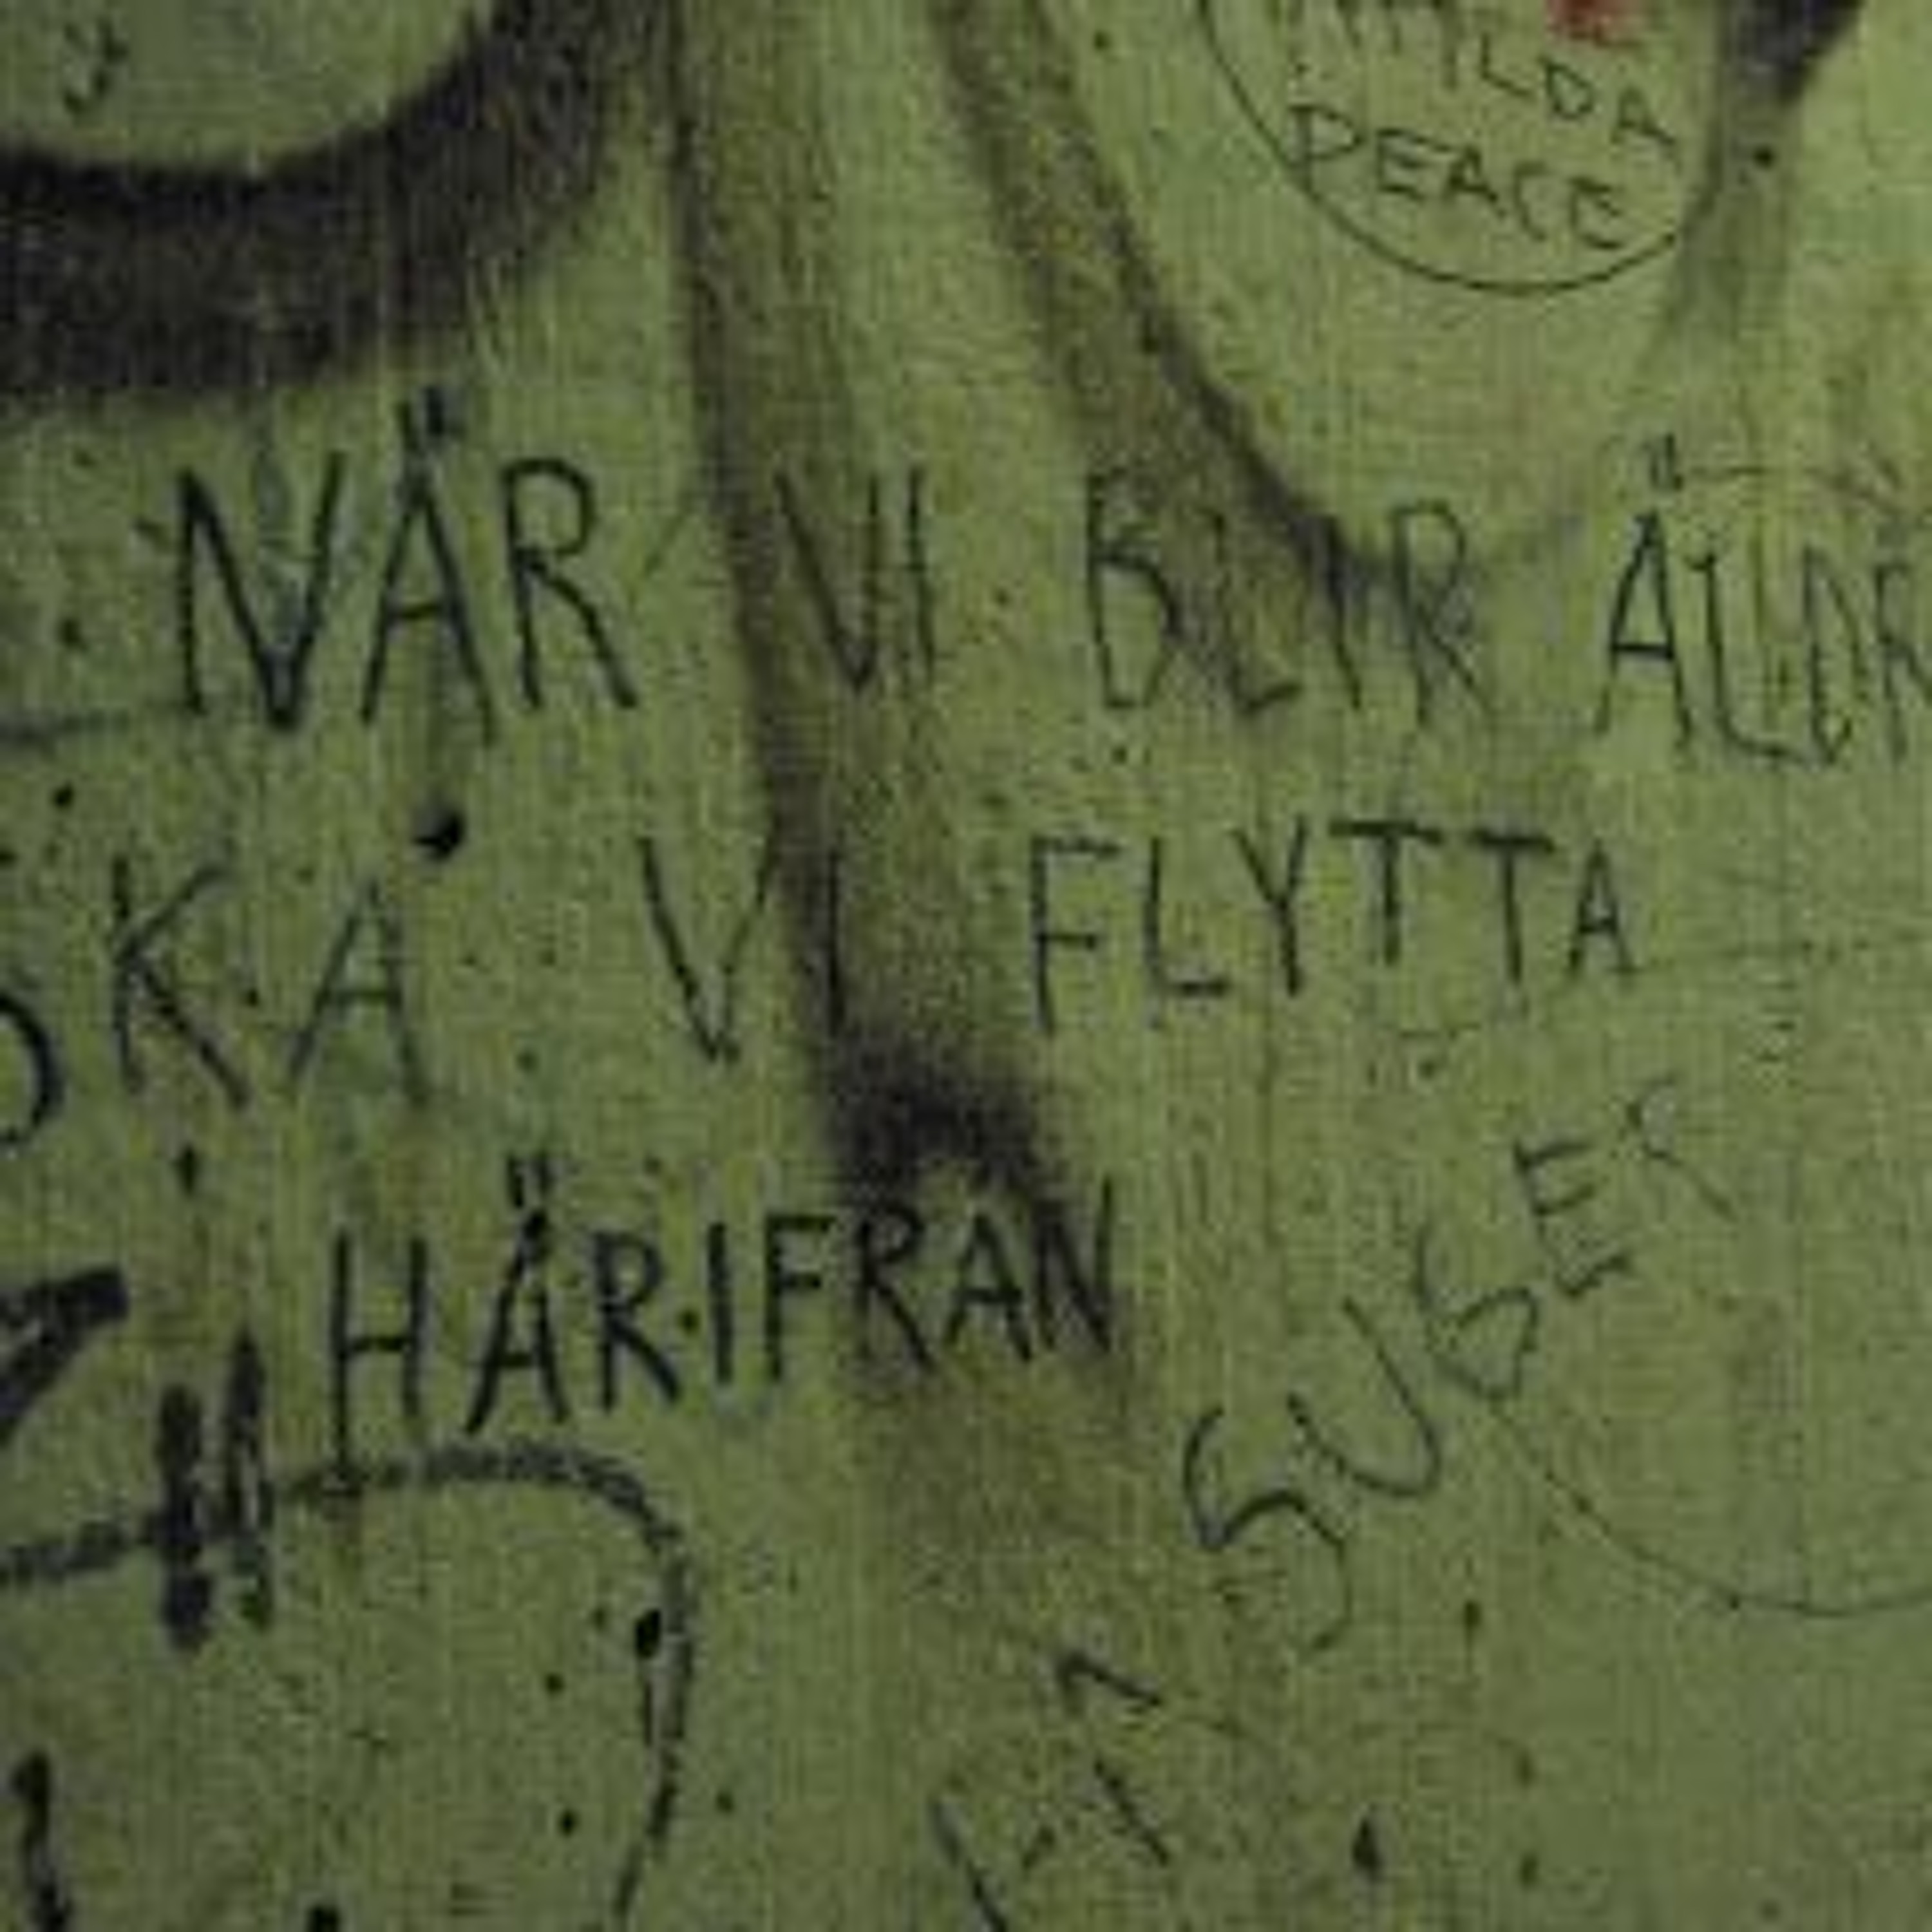 PEACE
NÄR VI BLIR ÄLDR
SKA VI FLYTTA
HÄRIFRAN
SUGER